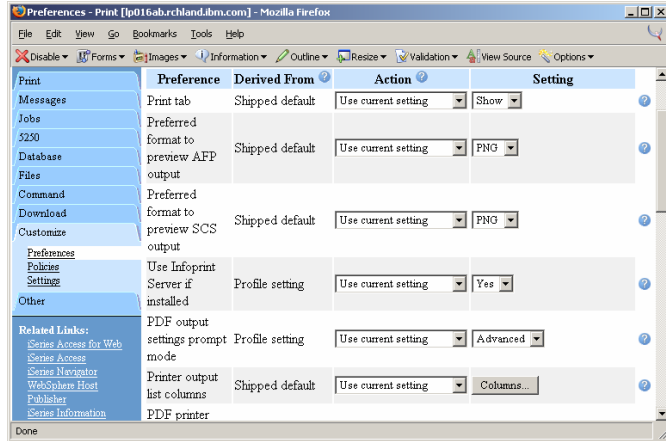 Preferences - Print [lp016ab.rchland.ibm.com] - Mozilla Firefox
File Edit View Go Bookmarks Tools Help
Disable Forms Images Information Outline Resize Validation View Source Options
Print
Messages
Jobs
5250
Database
Files
Command
Download
Customize
Preferences
Policies
Settings
Other
Related Links:
iSeries Access for Web
iSeries Access
iSeries Navigator
WebSphere Host
Publisher
iSeries Information
Preference Derived From ? Action ? Setting
Print tab Shipped default Use current setting Show ?
Preferred
format to
preview AFP
output
Shipped default Use current setting PNG ?
Preferred
format to
preview SCS
output
Shipped default Use current setting PNG ?
Use Infoprint
Server if
installed
Profile setting Use current setting Yes ?
PDF output
settings prompt
mode
Profile setting Use current setting Advanced ?
Printer output
list columns
Shipped default Use current setting Columns... ?
PDF printer
Done